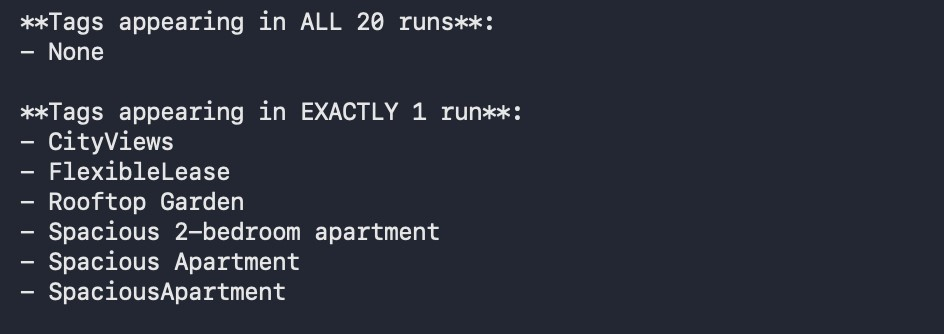 **Tags appearing in ALL 20 runs**:
- None
**Tags appearing in EXACTLY 1 run**:
- CityViews
- FlexibleLease
- Rooftop Garden
- Spacious 2-bedroom apartment
- Spacious Apartment
- SpaciousApartment